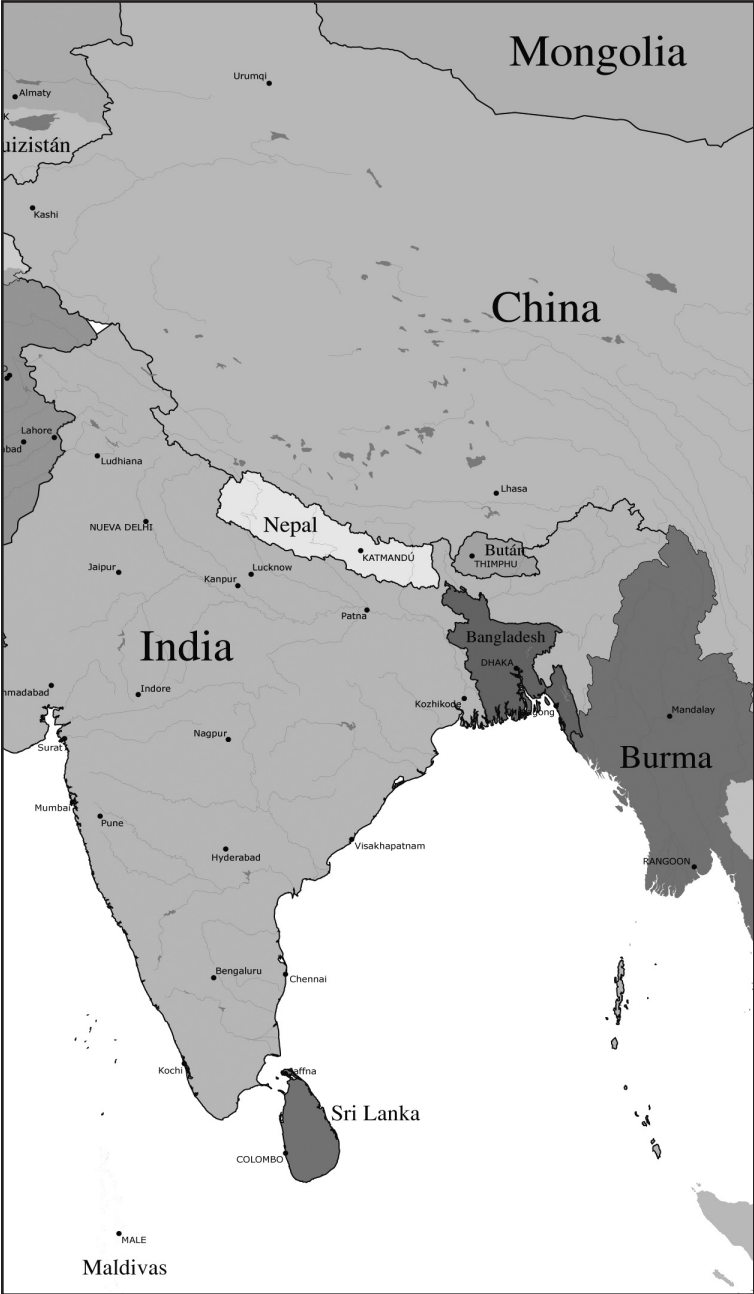 Mongolia
Urumqi
Almaty
K
uizistán
Kashi
China
Lahore
bad
Ludhiana
Lhasa
NUEVA DELHI
Nepal
KATMANDÚ
Bután
THIMPHU
Jaipur
Lucknow
Kanpur
Patna
India
Bangladesh
DHAKA
hmadabad
Indore
Kozhikode
gong
Mandalay
Nagpur
Surat
Burma
Mumbai
Pune
Visakhapatnam
Hyderabad
RANGOON
Bengaluru
Chennai
Kochi
affna
Sri Lanka
COLOMBO
MALE
Maldivas